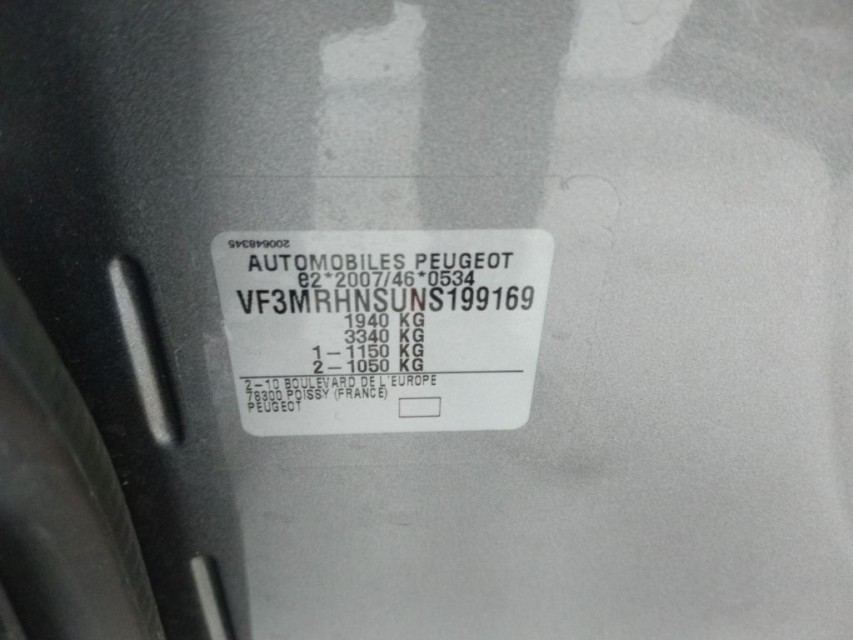 200648345
AUTOMOBILES PEUGEOT
e2*2007/46*0534
VF3MRHNSUNS199169
1940 KG
3340 KG
1-1150 KG
2-1050 KG
2-10 BOULEVARD DE L'EUROPE
78300 POISSY (FRANCE)
PEUGEOT